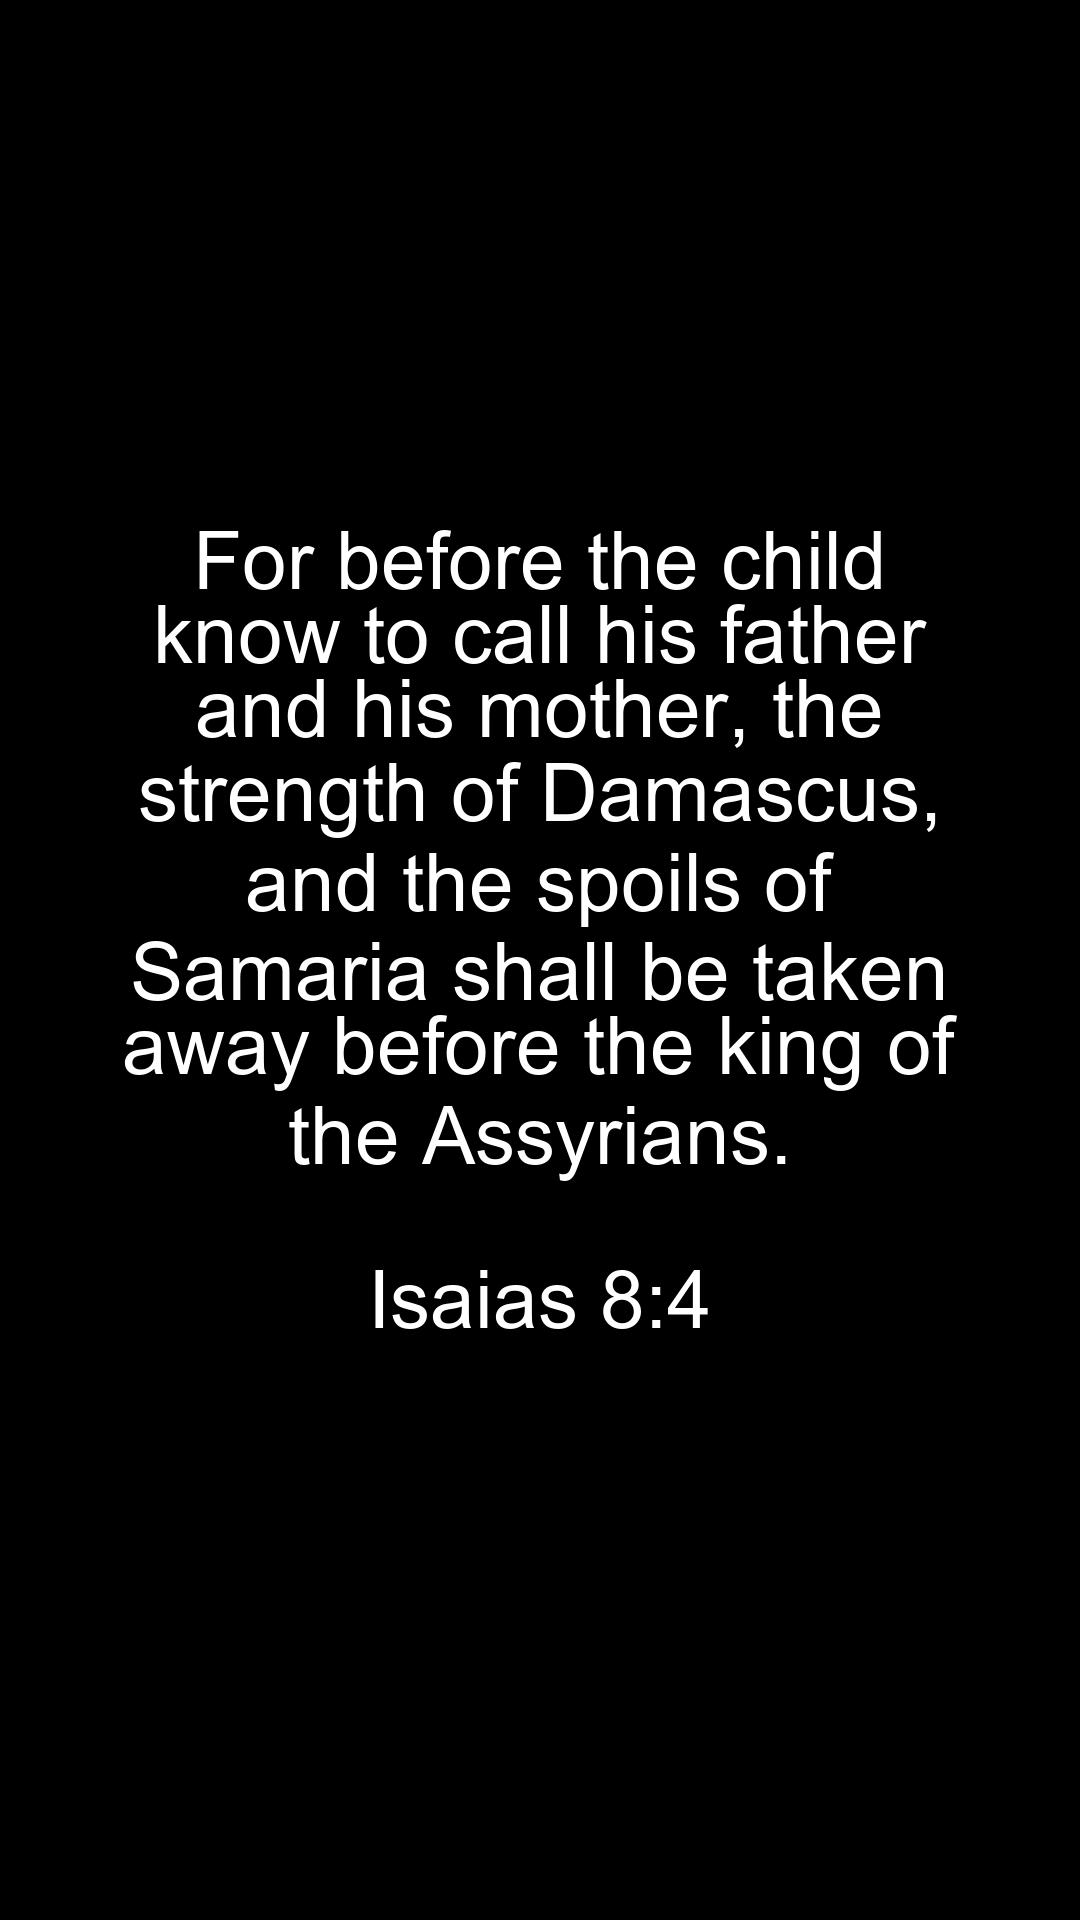 For before the child
know to call his father
and his mother, the
strength of Damascus,
and the spoils of
Samaria shall be taken
away before the king of
the Assyrians.
Isaias 8:4